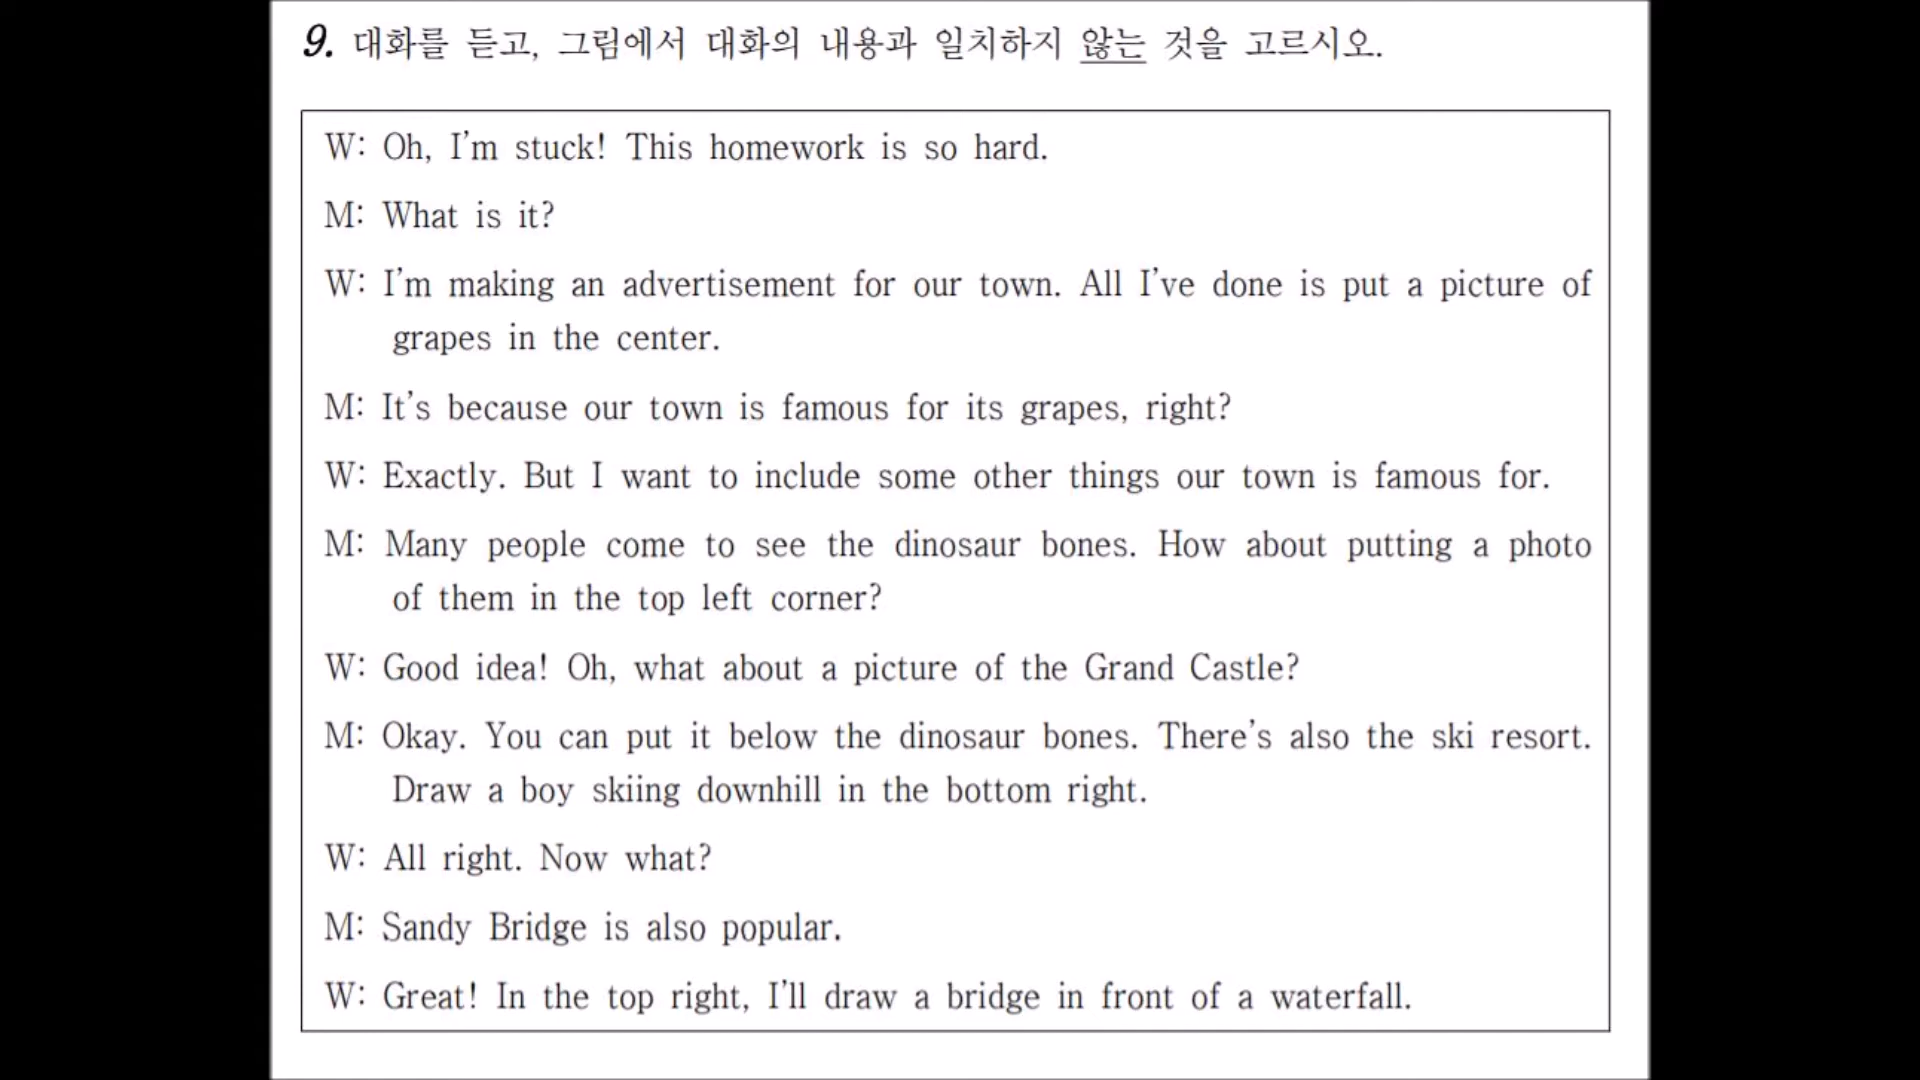 9. 대화를 듣고, 그림에서 대화의 내용과 일치하지 않는 것을 고르시오.
W: Oh, I'm stuck! This homework is so hard.
M: What is it?
W: I'm making an advertisement for our town. All I've done is put a picture of
grapes in the center.
M: It's because our town is famous for its grapes, right?
W: Exactly. But I want to include some other things our town is famous for.
M: Many people come to see the dinosaur bones. How about putting a photo
of them in the top left corner?
W: Good idea! Oh, what about a picture of the Grand Castle?
M: Okay. You can put it below the dinosaur bones. There's also the ski resort.
Draw a boy skiing downhill in the bottom right.
W: All right. Now what?
M: Sandy Bridge is also popular.
W: Great! In the top right, I'll draw a bridge in front of a waterfall.